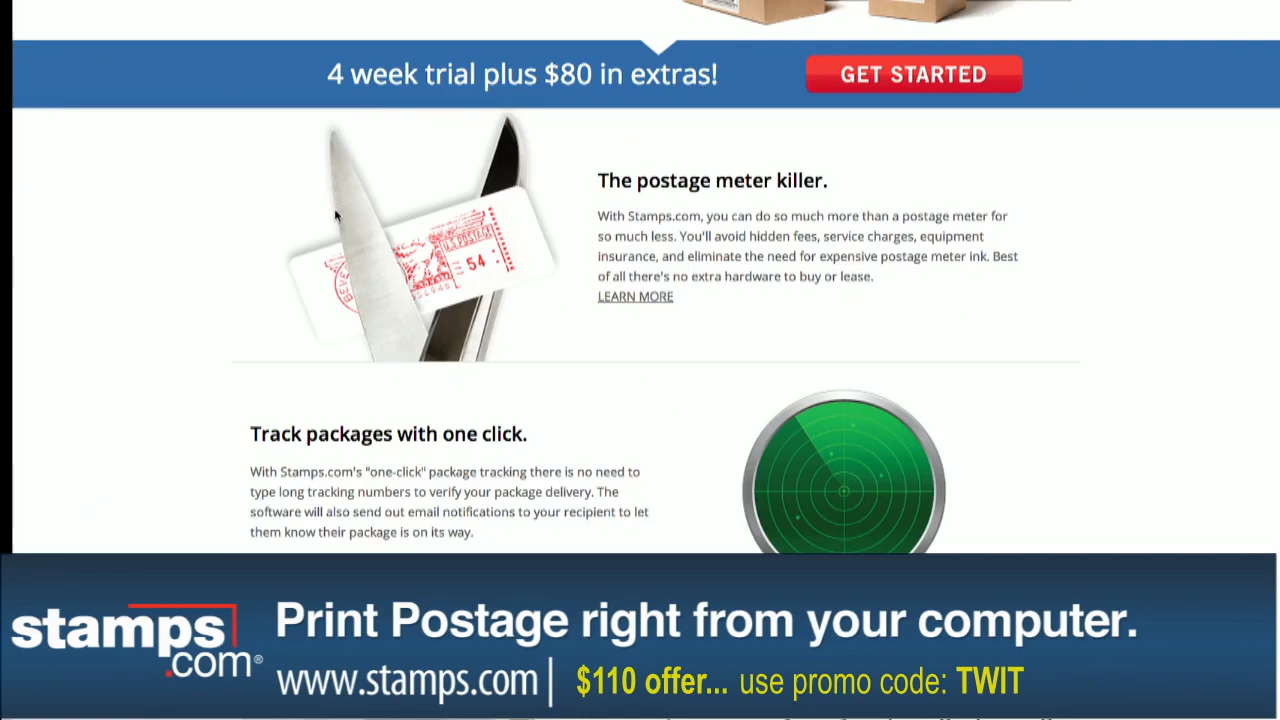 4 week trial plus $80 in extras!
GET STARTED
The postage meter killer.
With Stamps.com, you can do so much more than a postage meter for
so much less. You'll avoid hidden fees, service charges, equipment
insurance, and eliminate the need for expensive postage meter ink. Best
of all there's no extra hardware to buy or lease.
LEARN MORE
U.S. POSTAGE
54
Track packages with one click.
With Stamps.com's "one-click" package tracking there is no need to
type long tracking numbers to verify your package delivery. The
software will also send out email notifications to your recipient to let
them know their package is on its way.
stamps
.com®
Print Postage right from your computer.
www.stamps.com
$110 offer... use promo code: TWIT